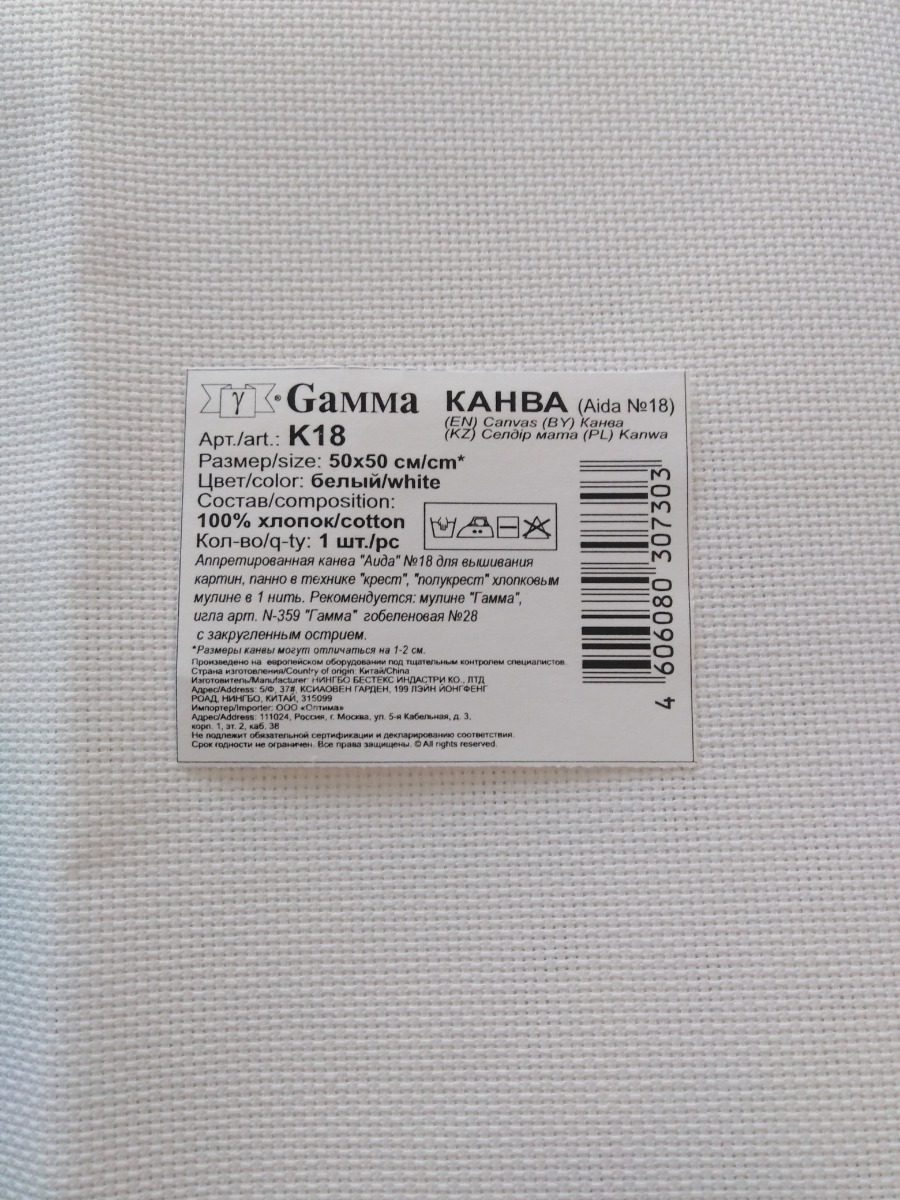 γ ® Gамма КАНВА (Aida №18)
(EN) Canvas (BY) Канва
(KZ) Селдір мата (PL) Kanwa
Арт./art.: K18
Размер/size: 50x50 см/cm*
Цвет/color: белый/white
Состав/composition:
100% хлопок/cotton
Кол-во/q-ty: 1 шт./pc
Аппретированная канва "Аида" №18 для вышивания
картин, панно в технике "крест", "полукрест" хлопковым
мулине в 1 нить. Рекомендуется: мулине "Гамма",
игла арт. N-359 "Гамма" гобеленовая №28
с закругленным острием.
*Размеры канвы могут отличаться на 1-2 см.
Произведено на европейском оборудовании под тщательным контролем специалистов.
Страна изготовления/Country of origin: Китай/China
Изготовитель/Manufacturer: НИНГБО БЕСТЕКС ИНДАСТРИ КО., ЛТД
Адрес/Address: 5/Ф, 37#, КСИАОВЕН ГАРДЕН, 199 ЛЭЙН ЙОНГФЕНГ
РОАД, НИНГБО, КИТАЙ, 315099
Импортер/Importer: ООО «Оптима»
Адрес/Address: 111024, Россия, г. Москва, ул. 5-я Кабельная, д. 3,
корп. 1, эт. 2, каб. 38
Не подлежит обязательной сертификации и декларированию соответствия.
Срок годности не ограничен. Все права защищены. © All rights reserved.
4 606080 307303